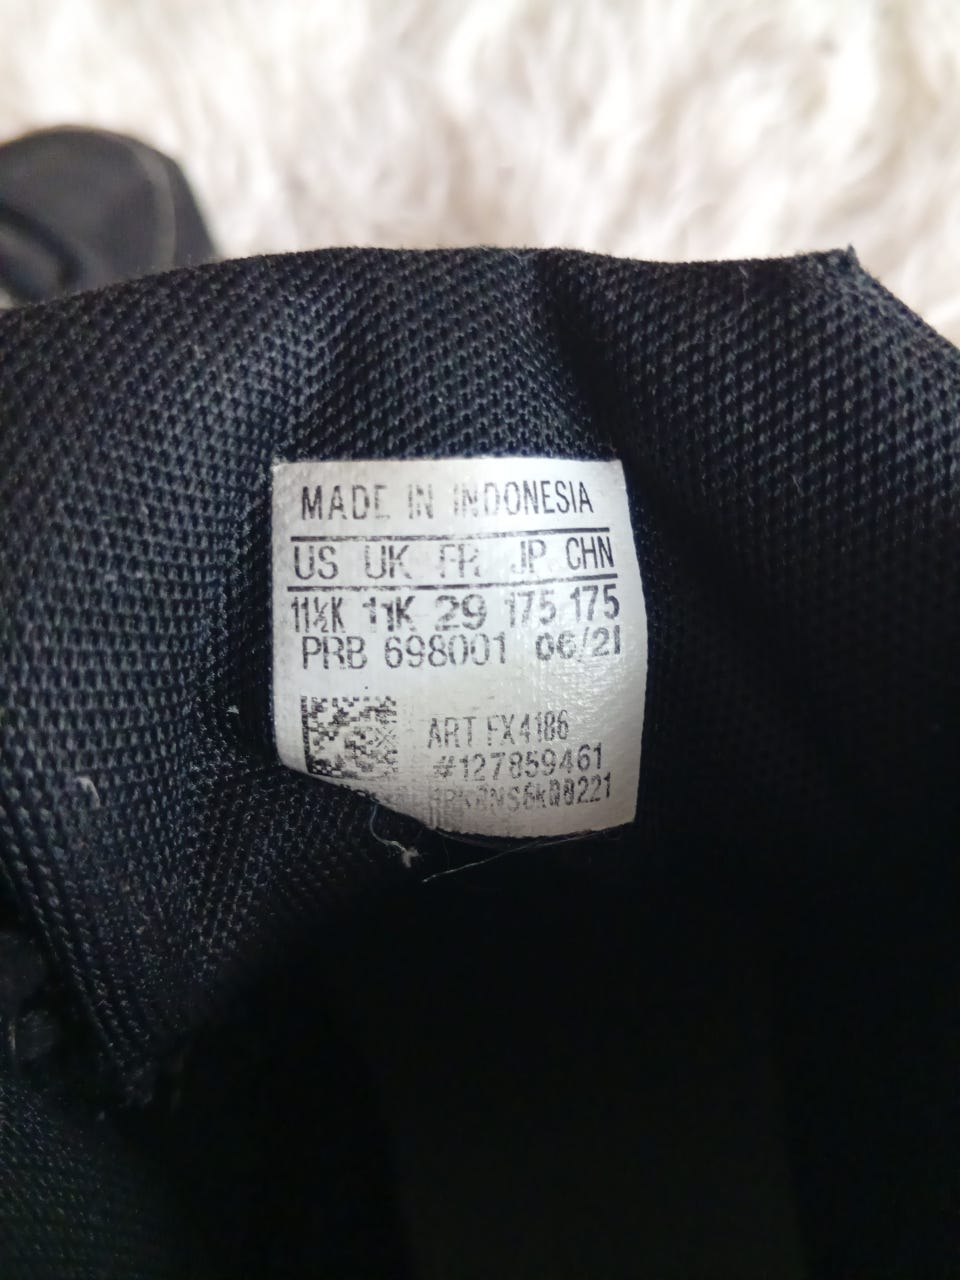 MADE IN INDONESIA
US UK FR JP CHN
11½K 11K 29 175 175
PRB 698001 06/21
ART FX4186
#127859461